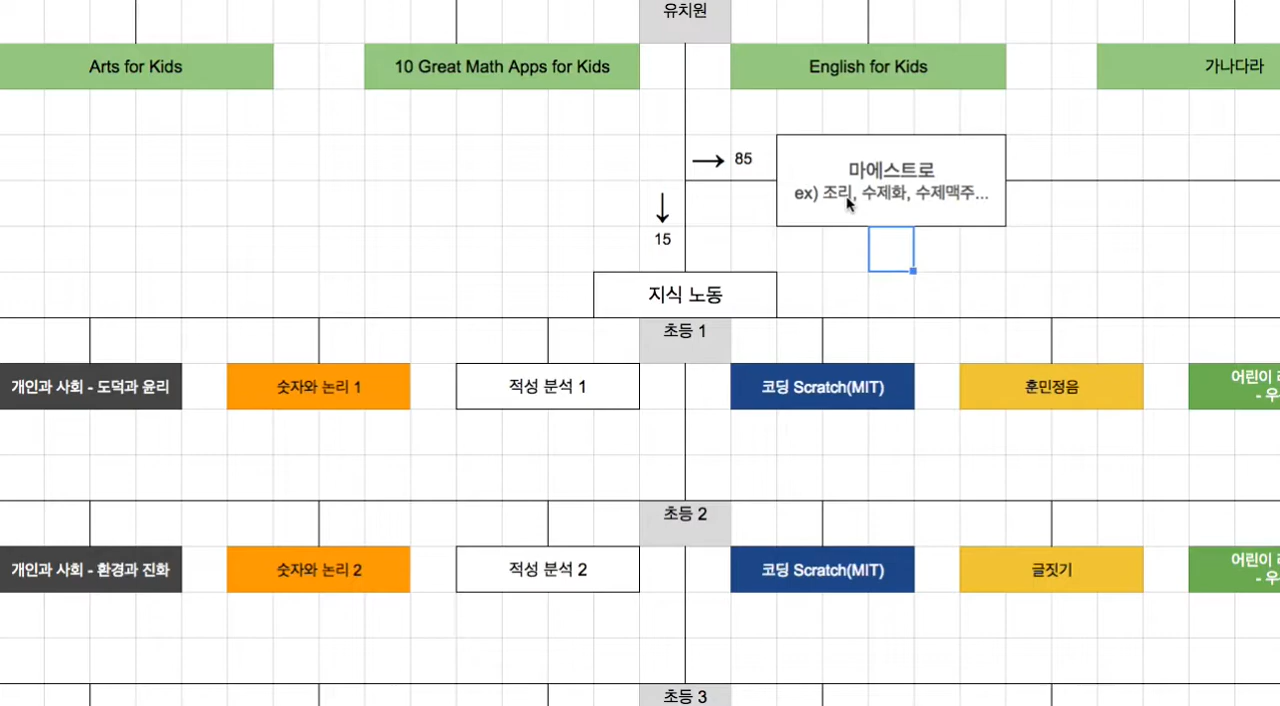 유치원
Arts for Kids
10 Great Math Apps for Kids
English for Kids
가나다라
→ 85
마에스트로
ex) 조리, 수제화, 수제맥주...
↓
15
지식 노동
초등 1
개인과 사회 - 도덕과 윤리
숫자와 논리 1
적성 분석 1
코딩 Scratch(MIT)
훈민정음
어린이
- 우
초등 2
개인과 사회 - 환경과 진화
숫자와 논리 2
적성 분석 2
코딩 Scratch(MIT)
글짓기
어린이
- 우
초등 3